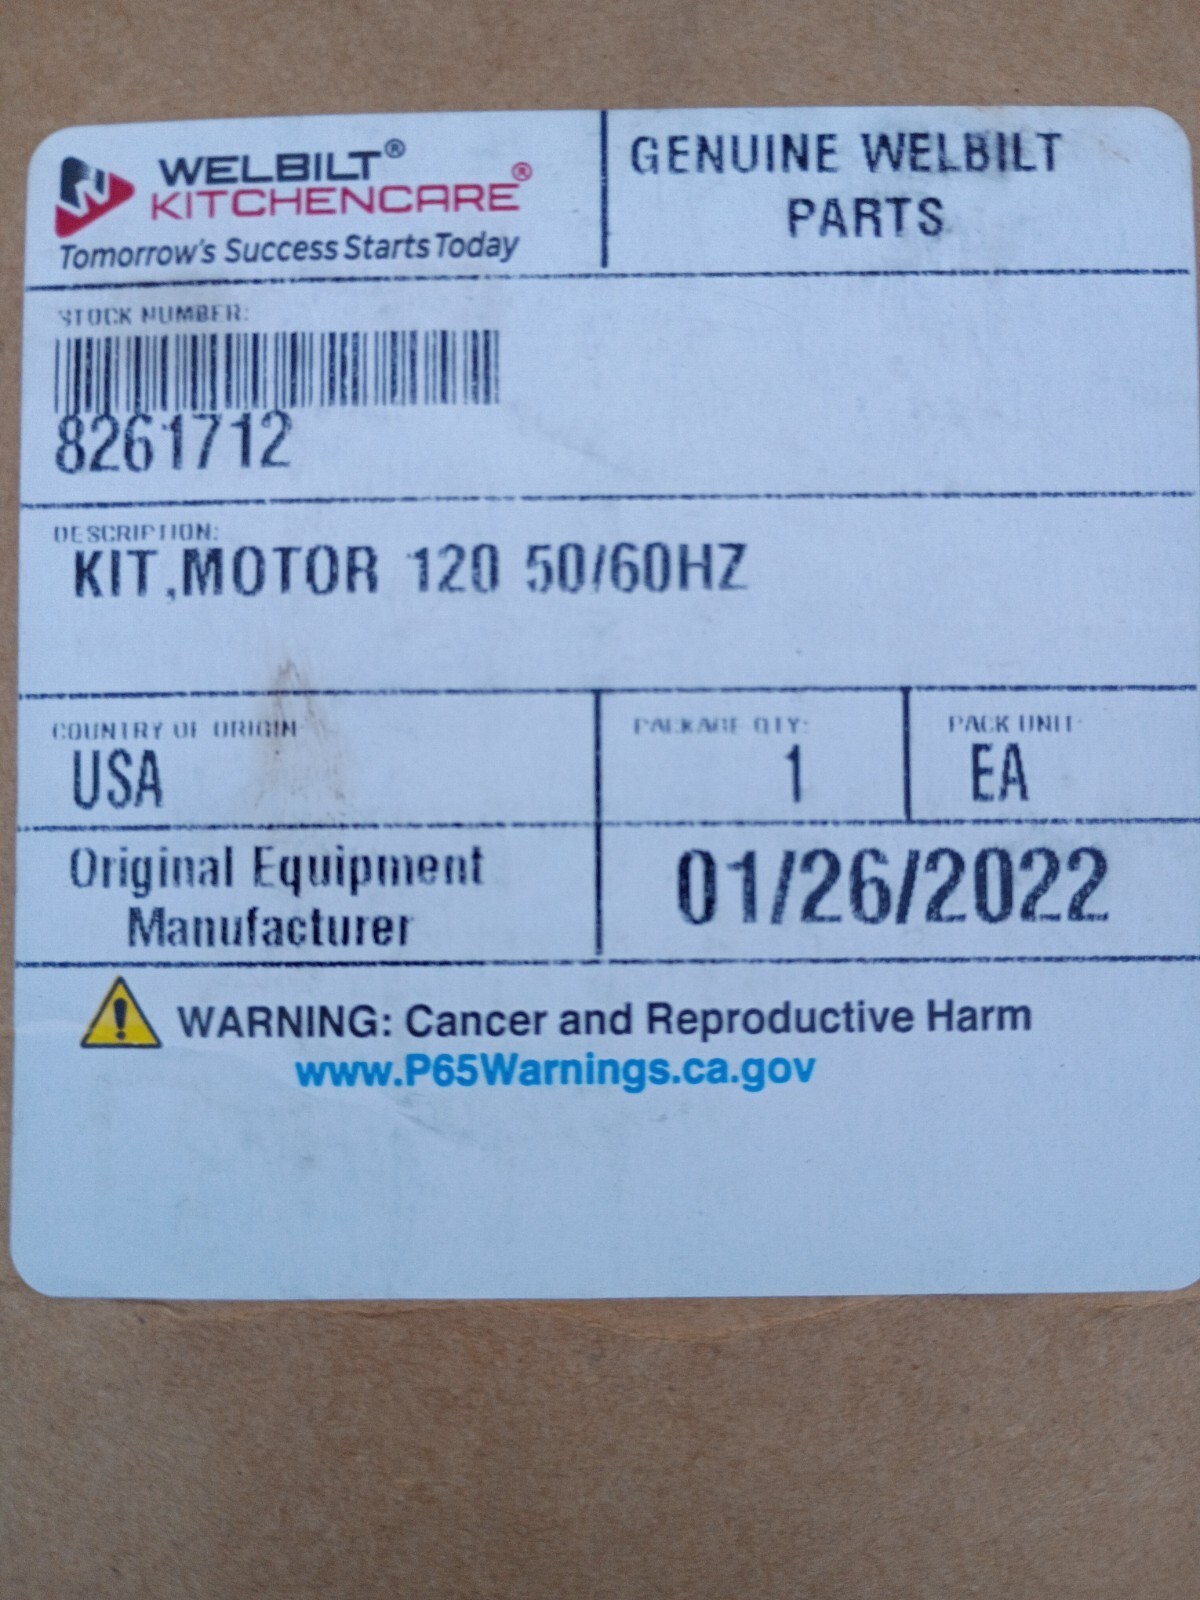 WELBILT®
KITCHENCARE®
Tomorrow's Success Starts Today
GENUINE WELBILT
PARTS
STOCK NUMBER:
8261712
DESCRIPTION:
KIT,MOTOR 120 50/60HZ
COUNTRY OF ORIGIN
USA
PACKAGE QTY:
1
PACK UNIT:
EA
Original Equipment
Manufacturer
01/26/2022
WARNING: Cancer and Reproductive Harm
www.P65Warnings.ca.gov